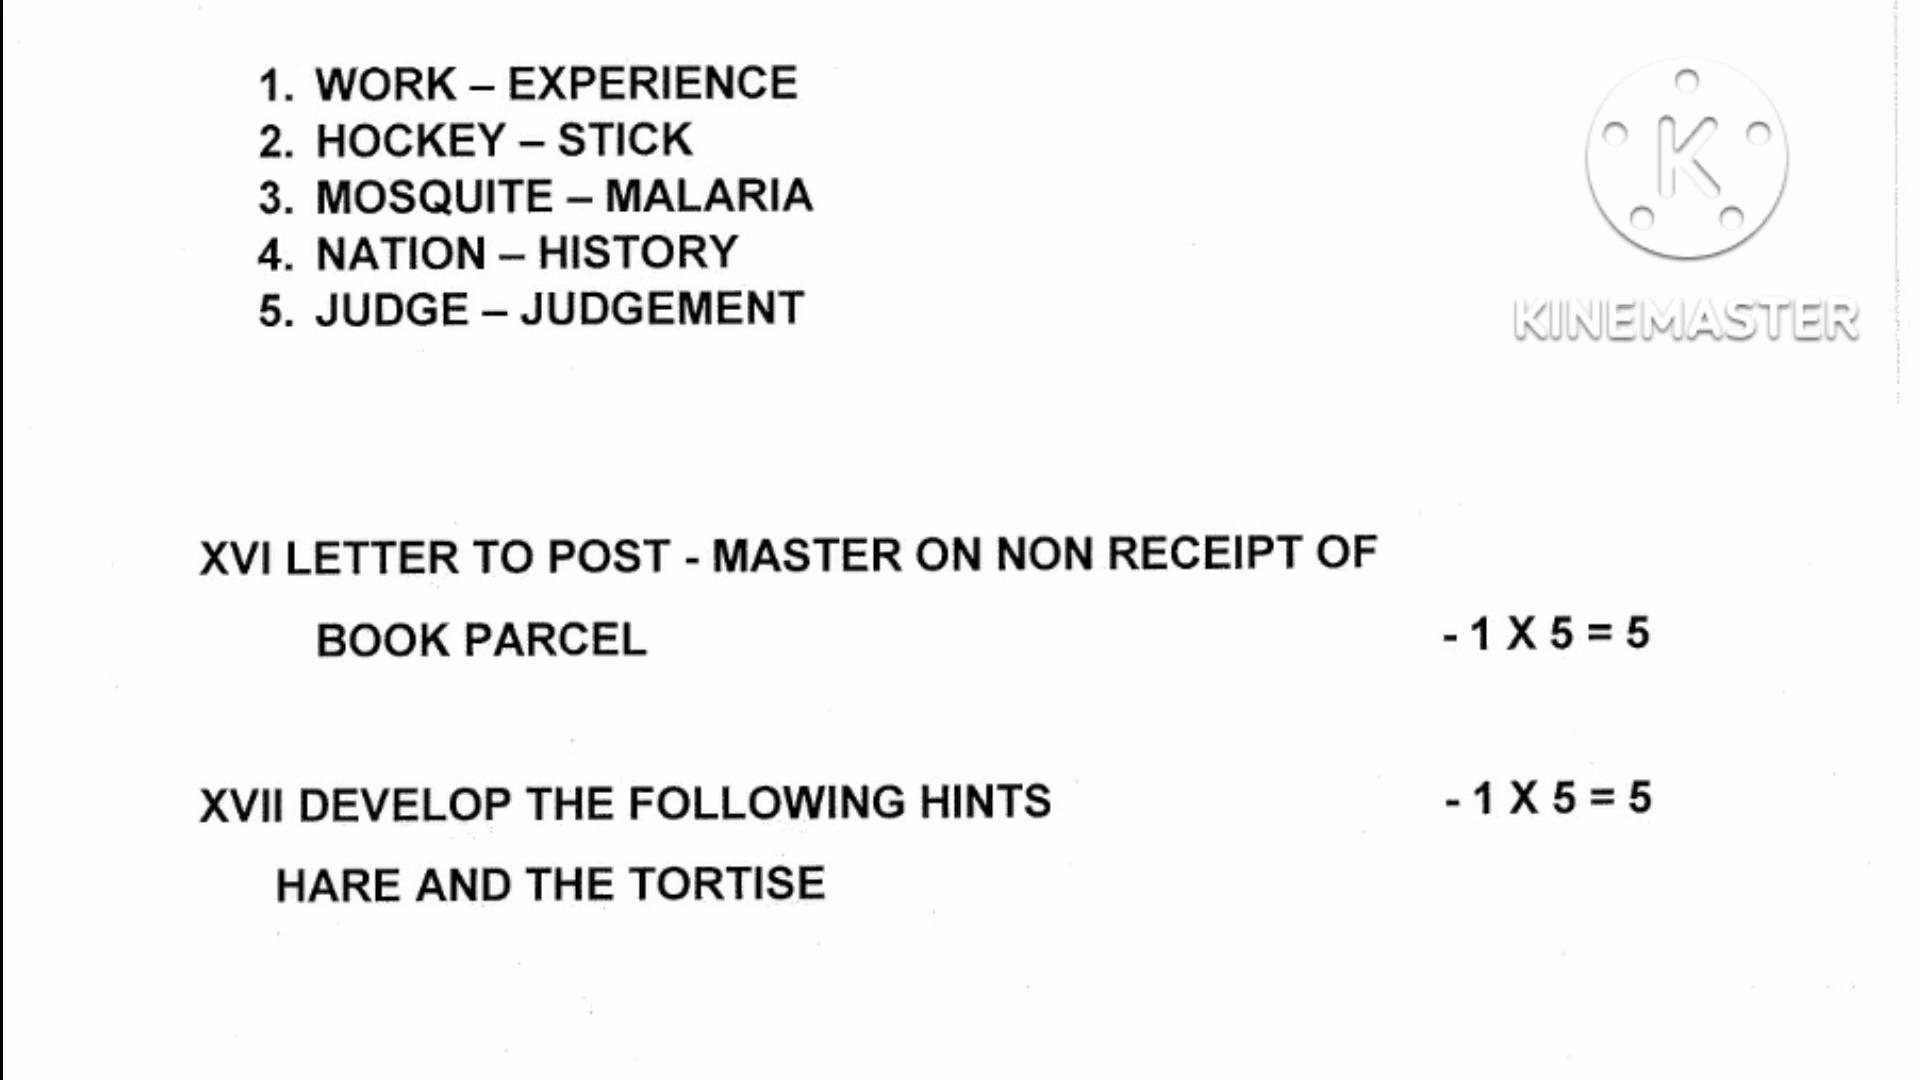 1. WORK – EXPERIENCE
2. HOCKEY – STICK
3. MOSQUITE – MALARIA
4. NATION – HISTORY
5. JUDGE – JUDGEMENT
KINEMASTER
XVI LETTER TO POST - MASTER ON NON RECEIPT OF
BOOK PARCEL - 1 X 5 = 5
XVII DEVELOP THE FOLLOWING HINTS - 1 X 5 = 5
HARE AND THE TORTISE